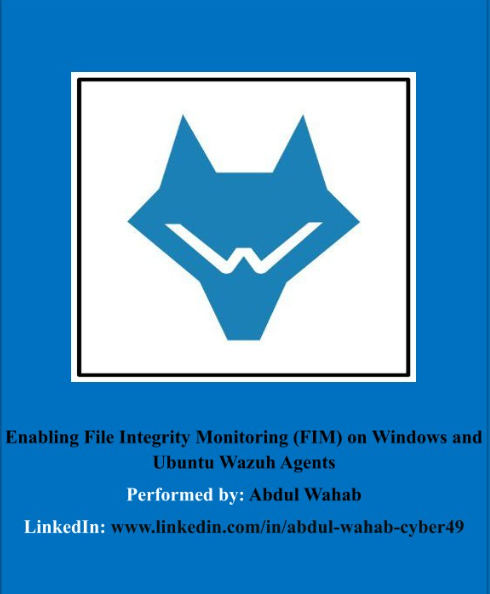 Enabling File Integrity Monitoring (FIM) on Windows and
Ubuntu Wazuh Agents
Performed by: Abdul Wahab
LinkedIn: www.linkedin.com/in/abdul-wahab-cyber49